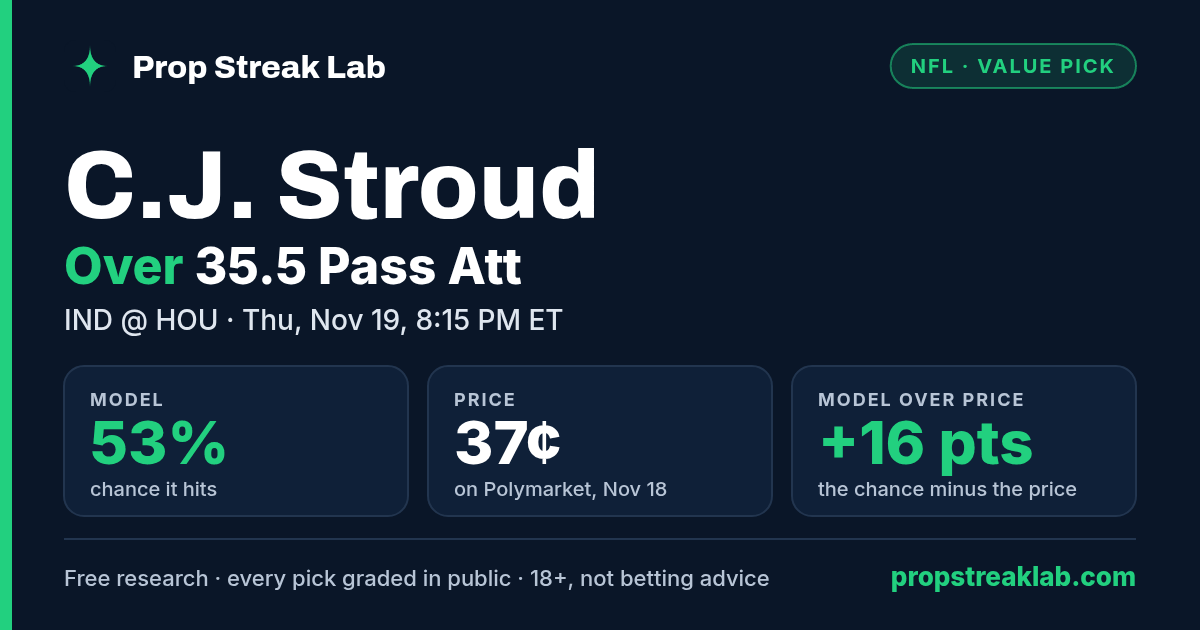 Prop Streak Lab
NFL · VALUE PICK
C.J. Stroud
Over 35.5 Pass Att
IND @ HOU · Thu, Nov 19, 8:15 PM ET
MODEL
53%
chance it hits
PRICE
37¢
on Polymarket, Nov 18
MODEL OVER PRICE
+16 pts
the chance minus the price
Free research · every pick graded in public · 18+, not betting advice
propstreaklab.com